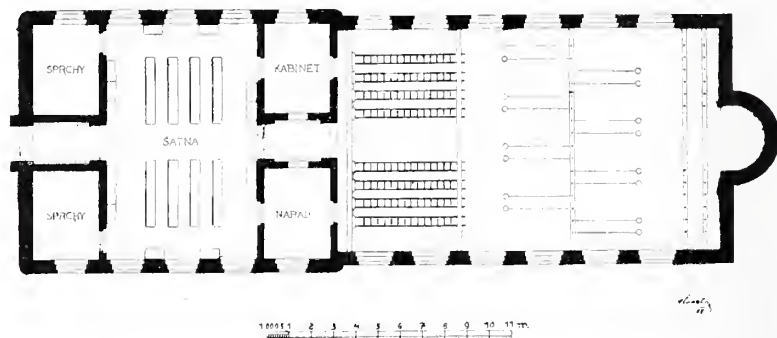 SPRCHY
KABINET
ŠATNA
SPRCHY
NÁŘADÍ
1 0 0 0 5 1 2 3 4 5 6 7 8 9 10 11 m.